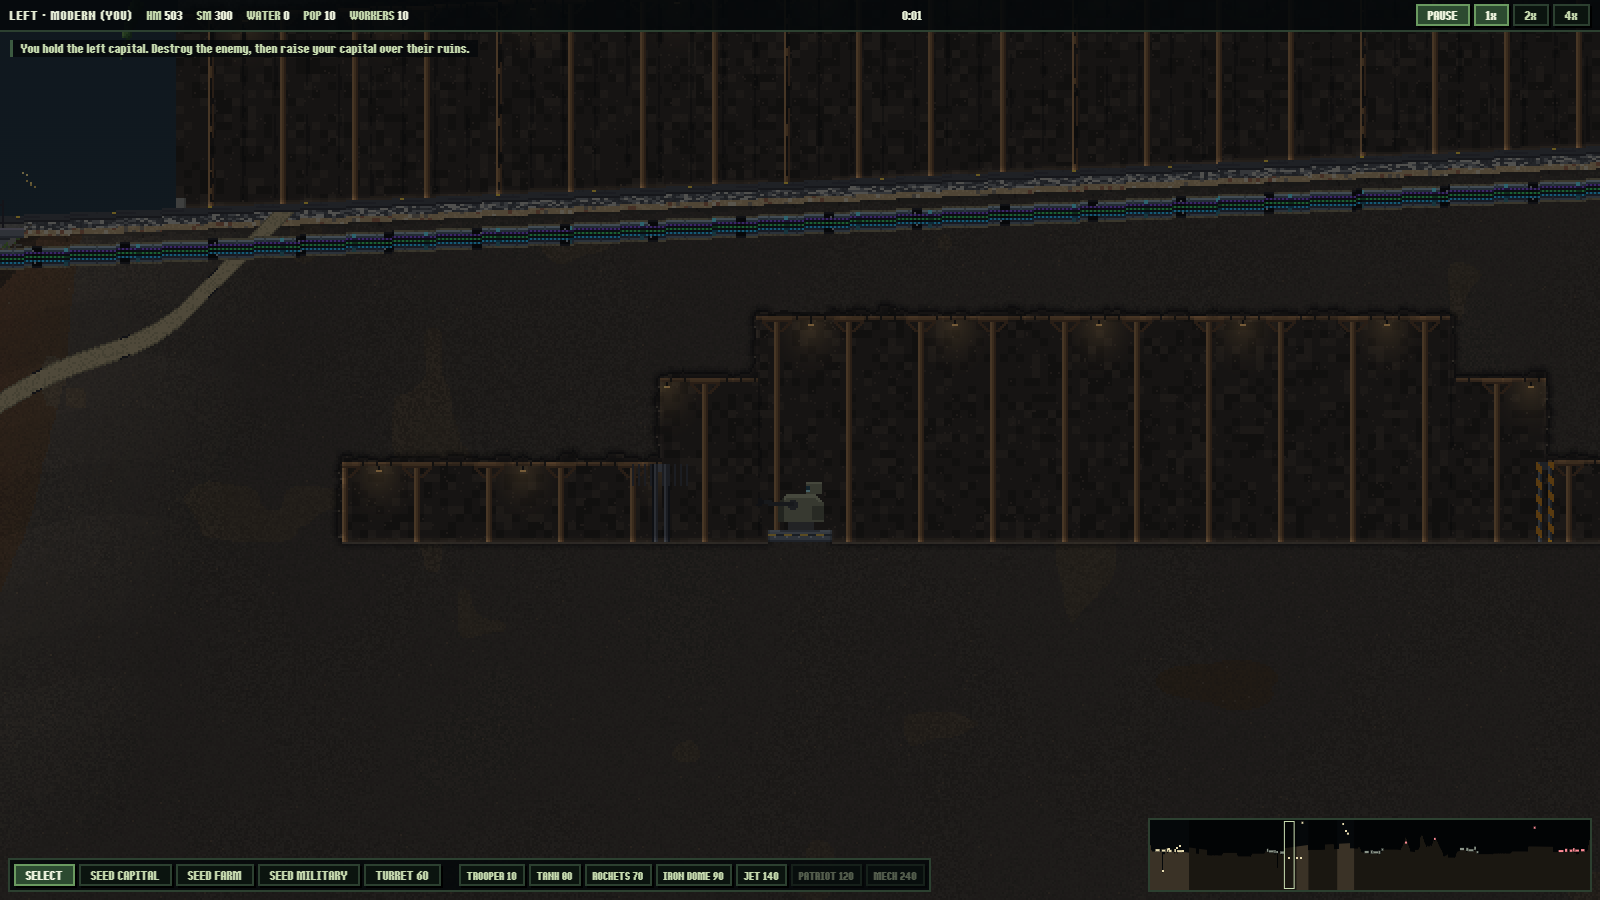 LEFT · MODERN (YOU) HM 503 SM 300 WATER 0 POP 10 WORKERS 10 0:01 PAUSE 1x 2x 4x
You hold the left capital. Destroy the enemy, then raise your capital over their ruins.
SELECT SEED CAPITAL SEED FARM SEED MILITARY TURRET 60 TROOPER 10 TANK 80 ROCKETS 70 IRON DOME 90 JET 140 PATRIOT 120 MECH 240